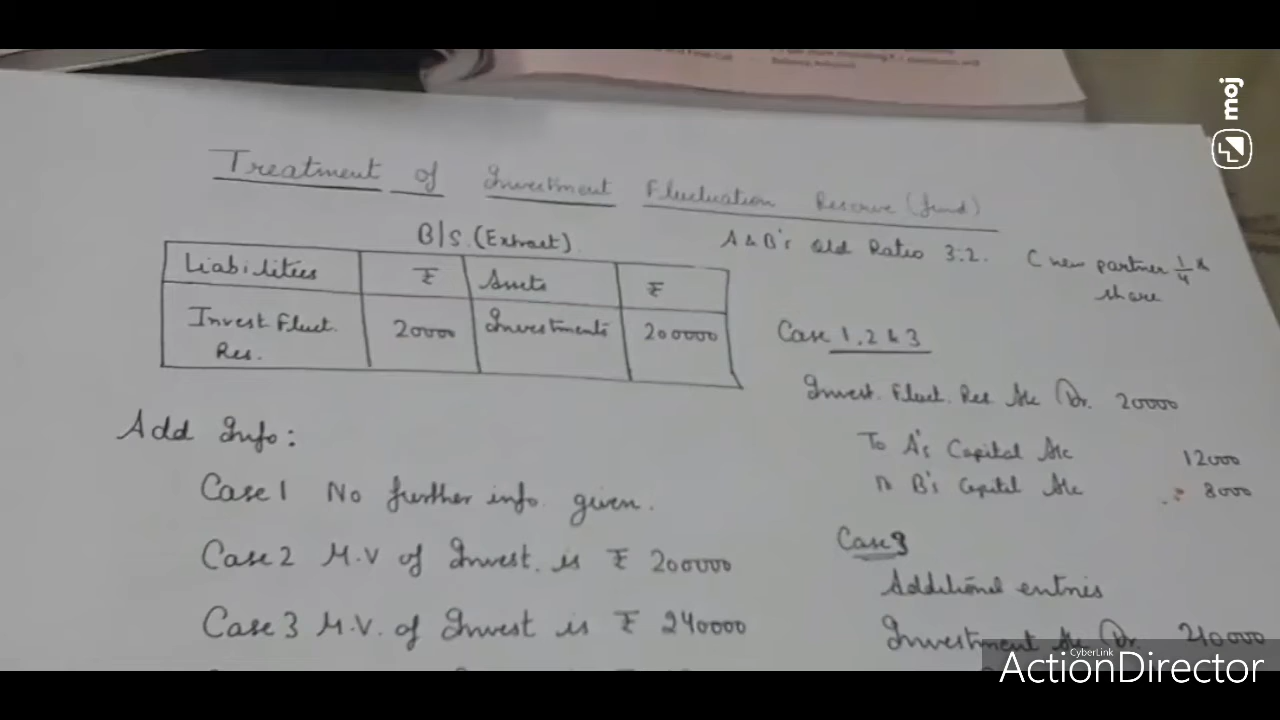 moj
Treatment of Investment Fluctuation Reserve (fund)
B/S. (Extract).
A & B's old Ratio 3:2.
C new partner 1/4 th
share
Liabilities ₹ Assets ₹
Invest Fluct. 20000 Investments 200000
Res.
Add Info:
Case 1 No further info. given.
Case 2 M.V of Invest. is ₹ 200000
Case 3 M.V. of Invest is ₹ 240000
Case 1, 2 & 3
Invest. Fluct. Res A/c Dr. 20000
To A's Capital A/c 12000
" B's Capital A/c 8000
Case 3
Additional entries
Investment A/c Dr.
CyberLink
ActionDirector